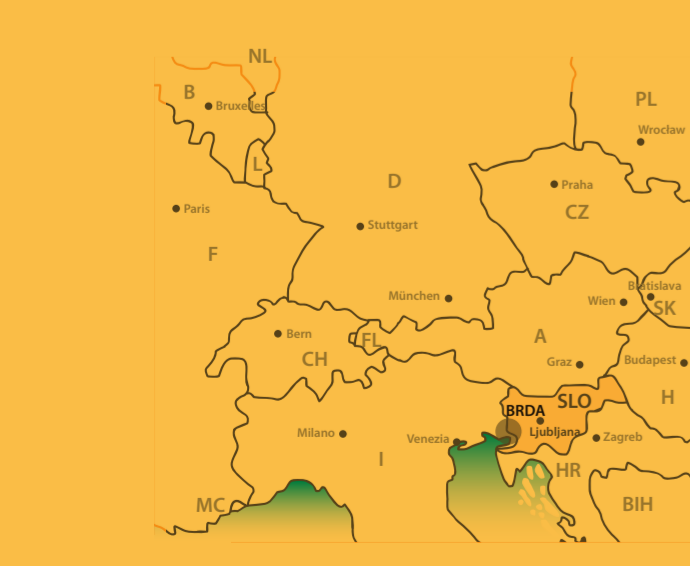 NL
B
Bruxelles
PL
Wrocław
L
D
Praha
Paris
CZ
Stuttgart
F
Bratislava
München
Wien
SK
Bern
FL
A
CH
Graz
Budapest
H
SLO
BRDA
Milano
Venezia
Ljubljana
Zagreb
I
HR
MC
BIH